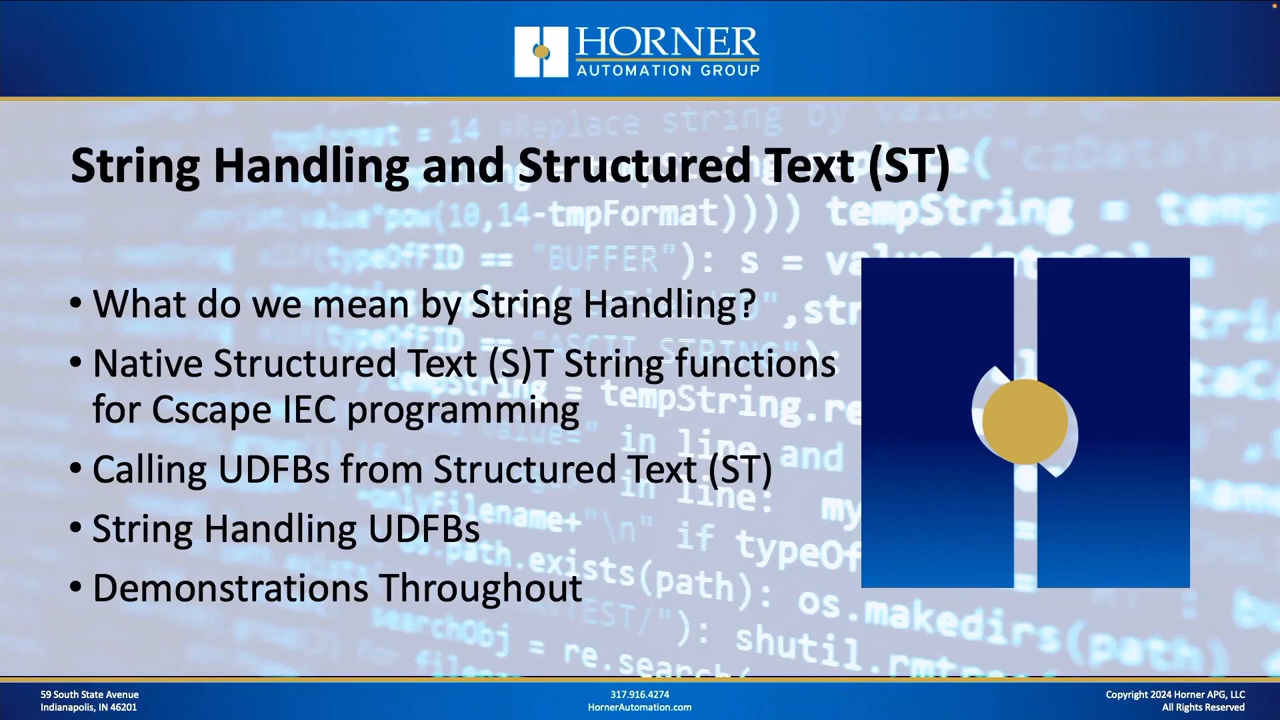 HORNER
AUTOMATION GROUP
String Handling and Structured Text (ST)
• What do we mean by String Handling?
• Native Structured Text (S)T String functions
for Cscape IEC programming
• Calling UDFBs from Structured Text (ST)
• String Handling UDFBs
• Demonstrations Throughout
59 South State Avenue
Indianapolis, IN 46201
317.916.4274
HornerAutomation.com
Copyright 2024 Horner APG, LLC
All Rights Reserved